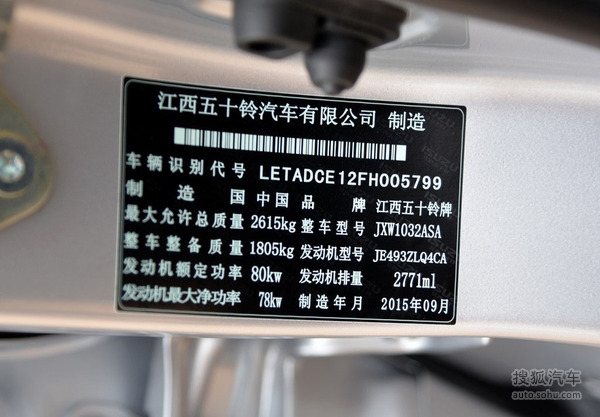 江西五十铃汽车有限公司 制造
车辆识别代号 LETADCE12FH005799
制造国 中国 品牌 江西五十铃牌
最大允许总质量 2615kg 整车型号 JXW1032ASA
整车整备质量 1805kg 发动机型号 JE493ZLQ4CA
发动机额定功率 80kw 发动机排量 2771ml
发动机最大净功率 78kw 制造年月 2015年09月
搜狐汽车
auto.sohu.com